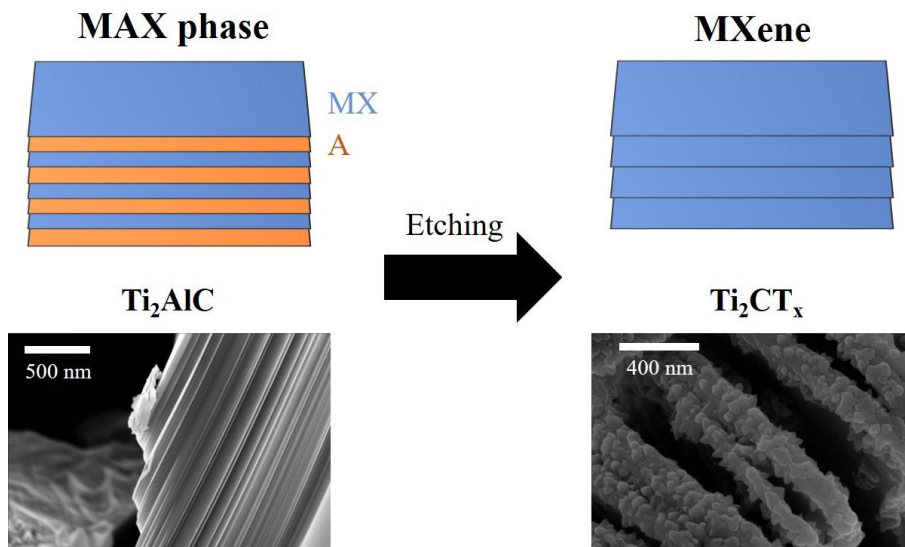 MAX phase
MXene
MX
A
Etching
Ti₂AlC
Ti₂CTₓ
500 nm
400 nm